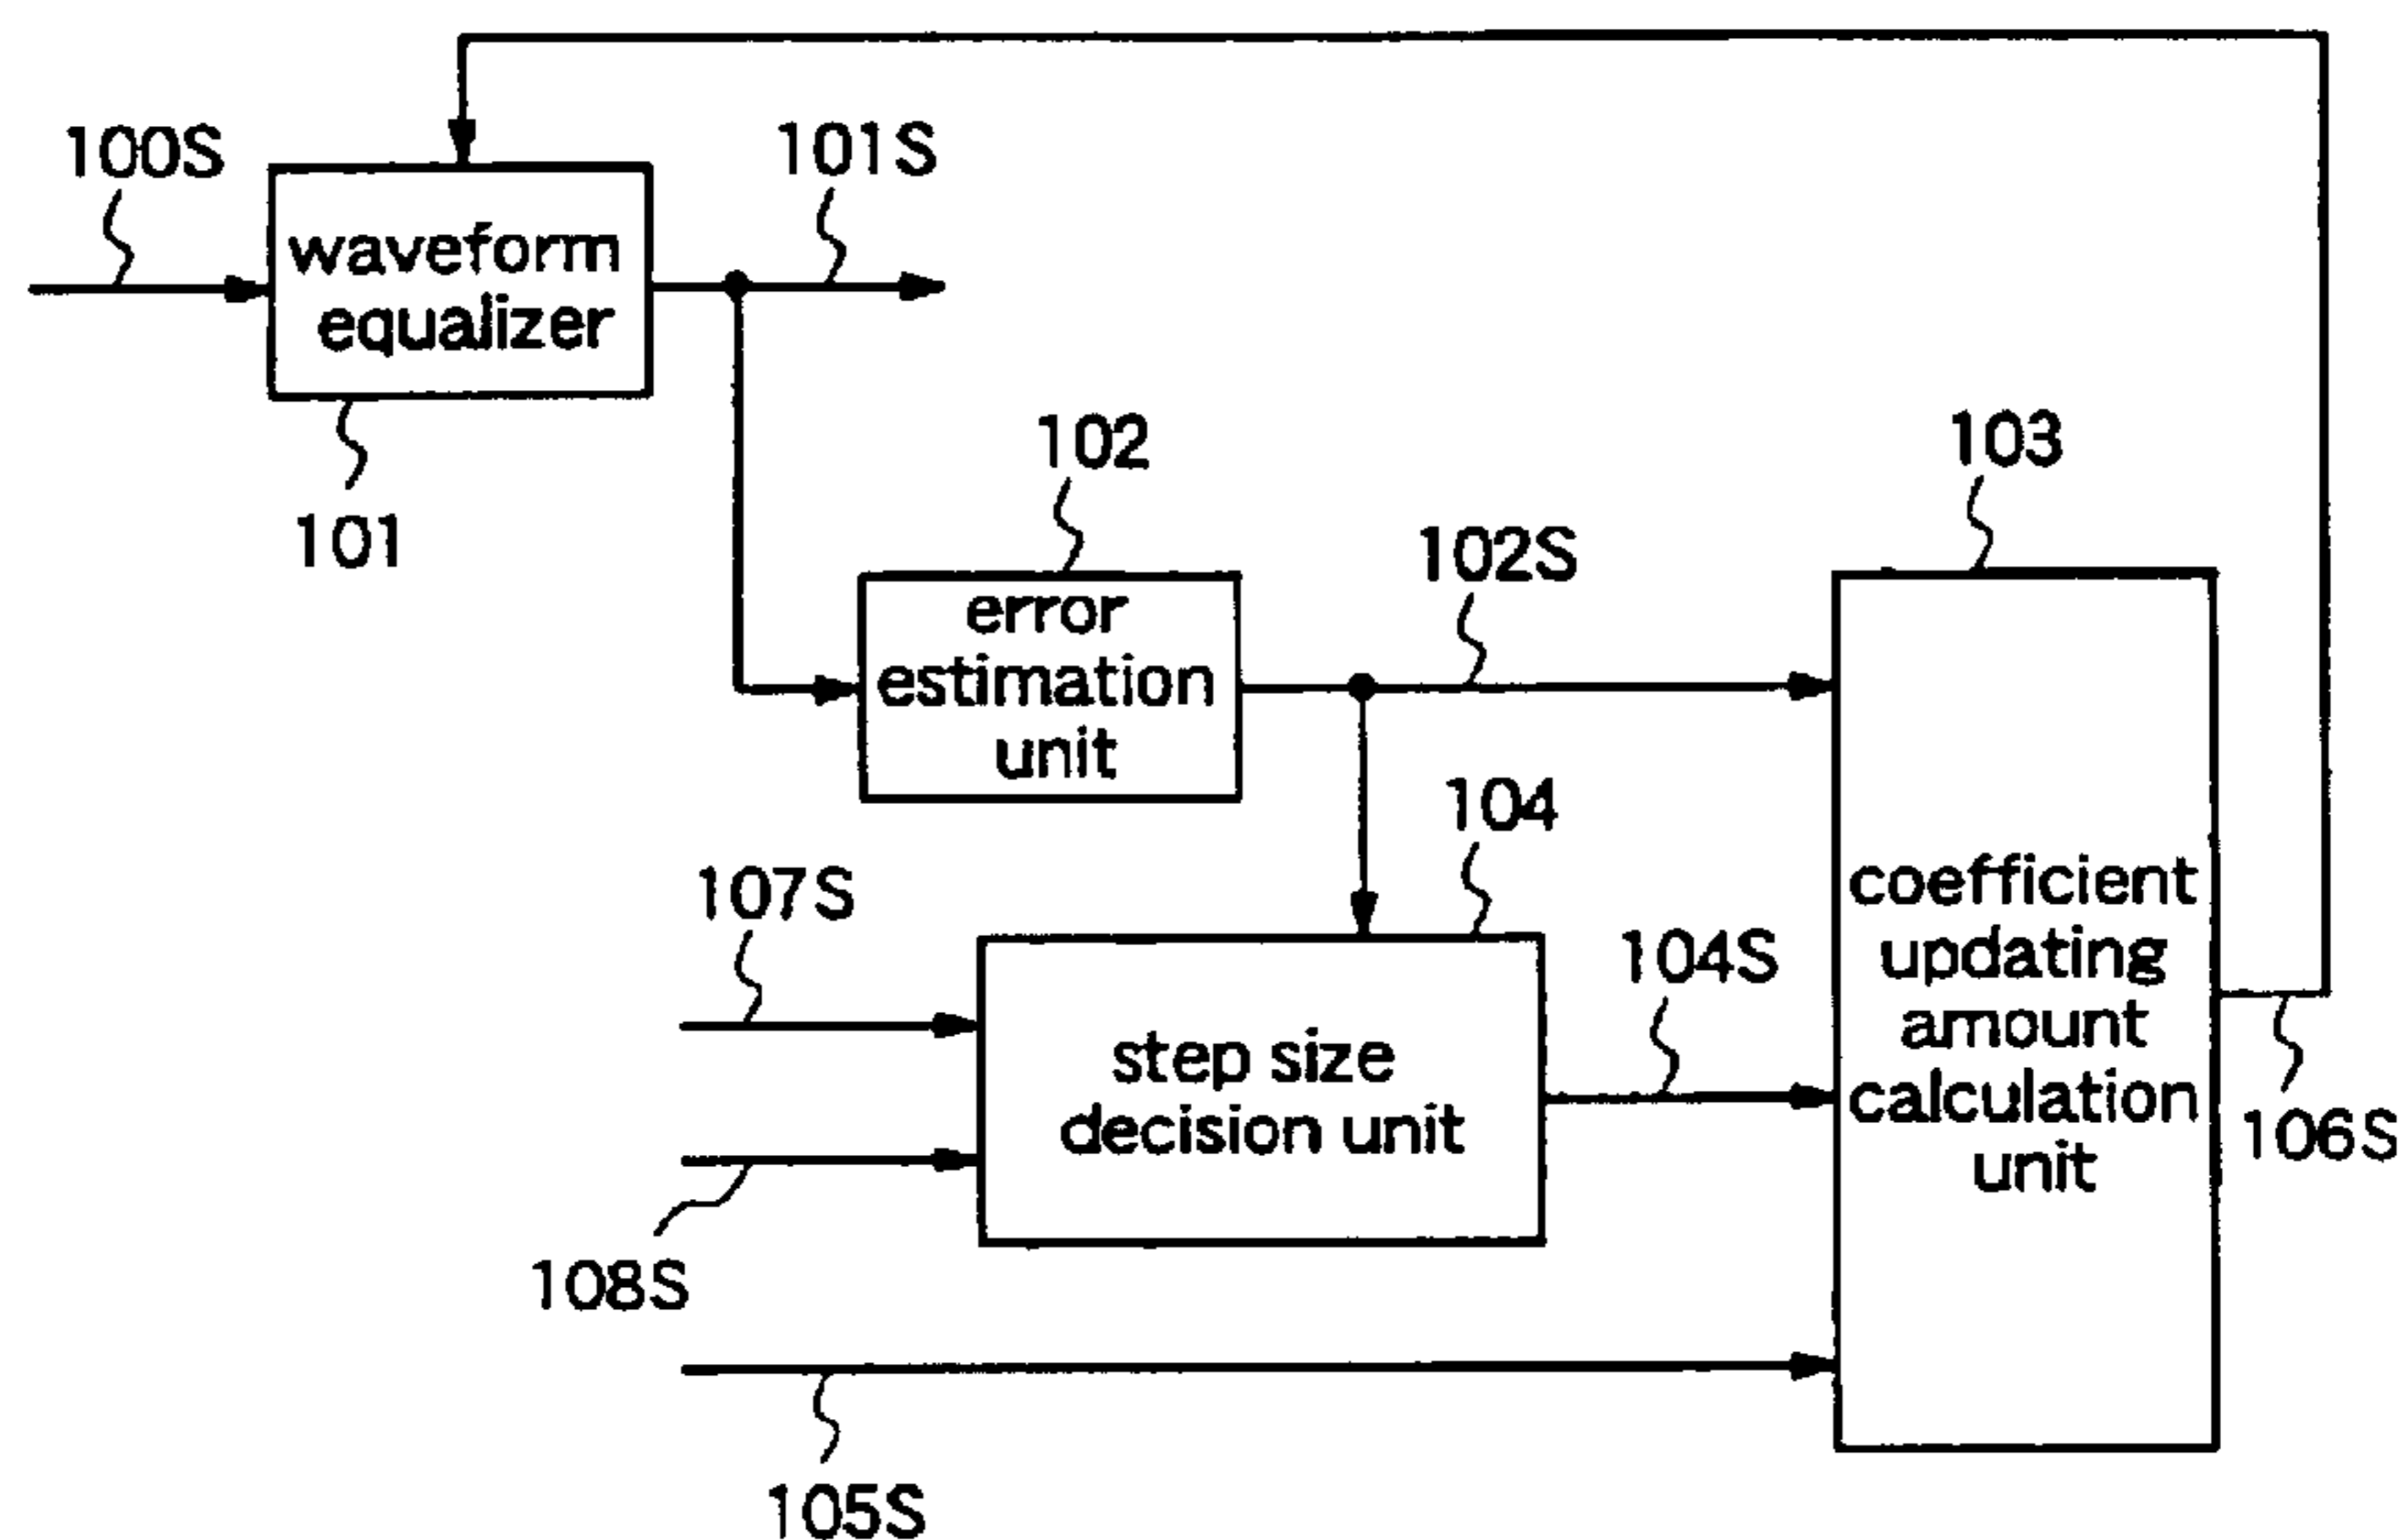 100S
101S
waveform
equalizer
101
102
103
102S
error
estimation
unit
104
107S
104S
coefficient
updating
amount
calculation
unit
step size
decision unit
106S
108S
105S